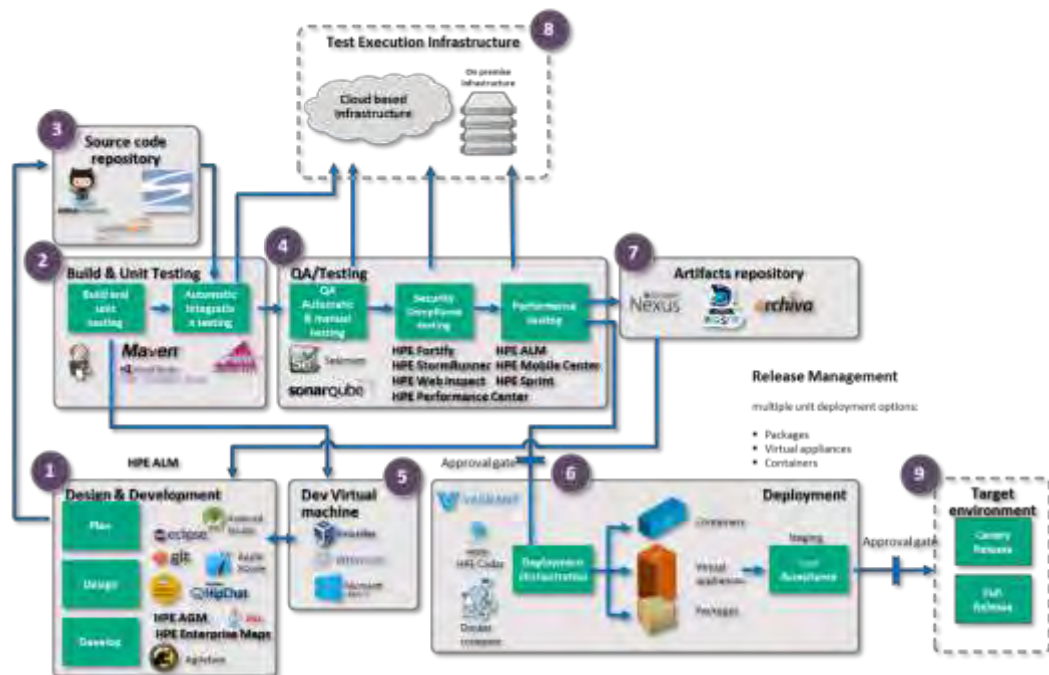 8
Test Execution Infrastructure
On premise
infrastructure
Cloud based
Infrastructure
3
Source code
repository
2
Build & Unit Testing
Build and
unit
testing
Automatic
Integratio
n testing
Maven
4
QA/Testing
QA
Automatic
& manual
testing
Security
Compliance
testing
Performance
testing
Selenium
sonarqube
HPE Fortify
HPE StormRunner
HPE WebInspect
HPE Performance Center
HPE ALM
HPE Mobile Center
HPE Sprint
7
Artifacts repository
Nexus
archiva
Release Management
multiple unit deployment options:
Packages
Virtual appliances
Containers
HPE ALM
1
Design & Development
Plan
Design
Develop
eclipse
git
HipChat
HPE AGM
HPE Enterprise Maps
5
Dev Virtual
machine
Approval gate
6
Deployment
VAGRANT
HPE Codar
Docker
Deployment
Orchestration
Containers
Virtual
appliances
Packages
Staging
Acceptance
Approval gate
9
Target
environment
Canary
Release
Full
Release